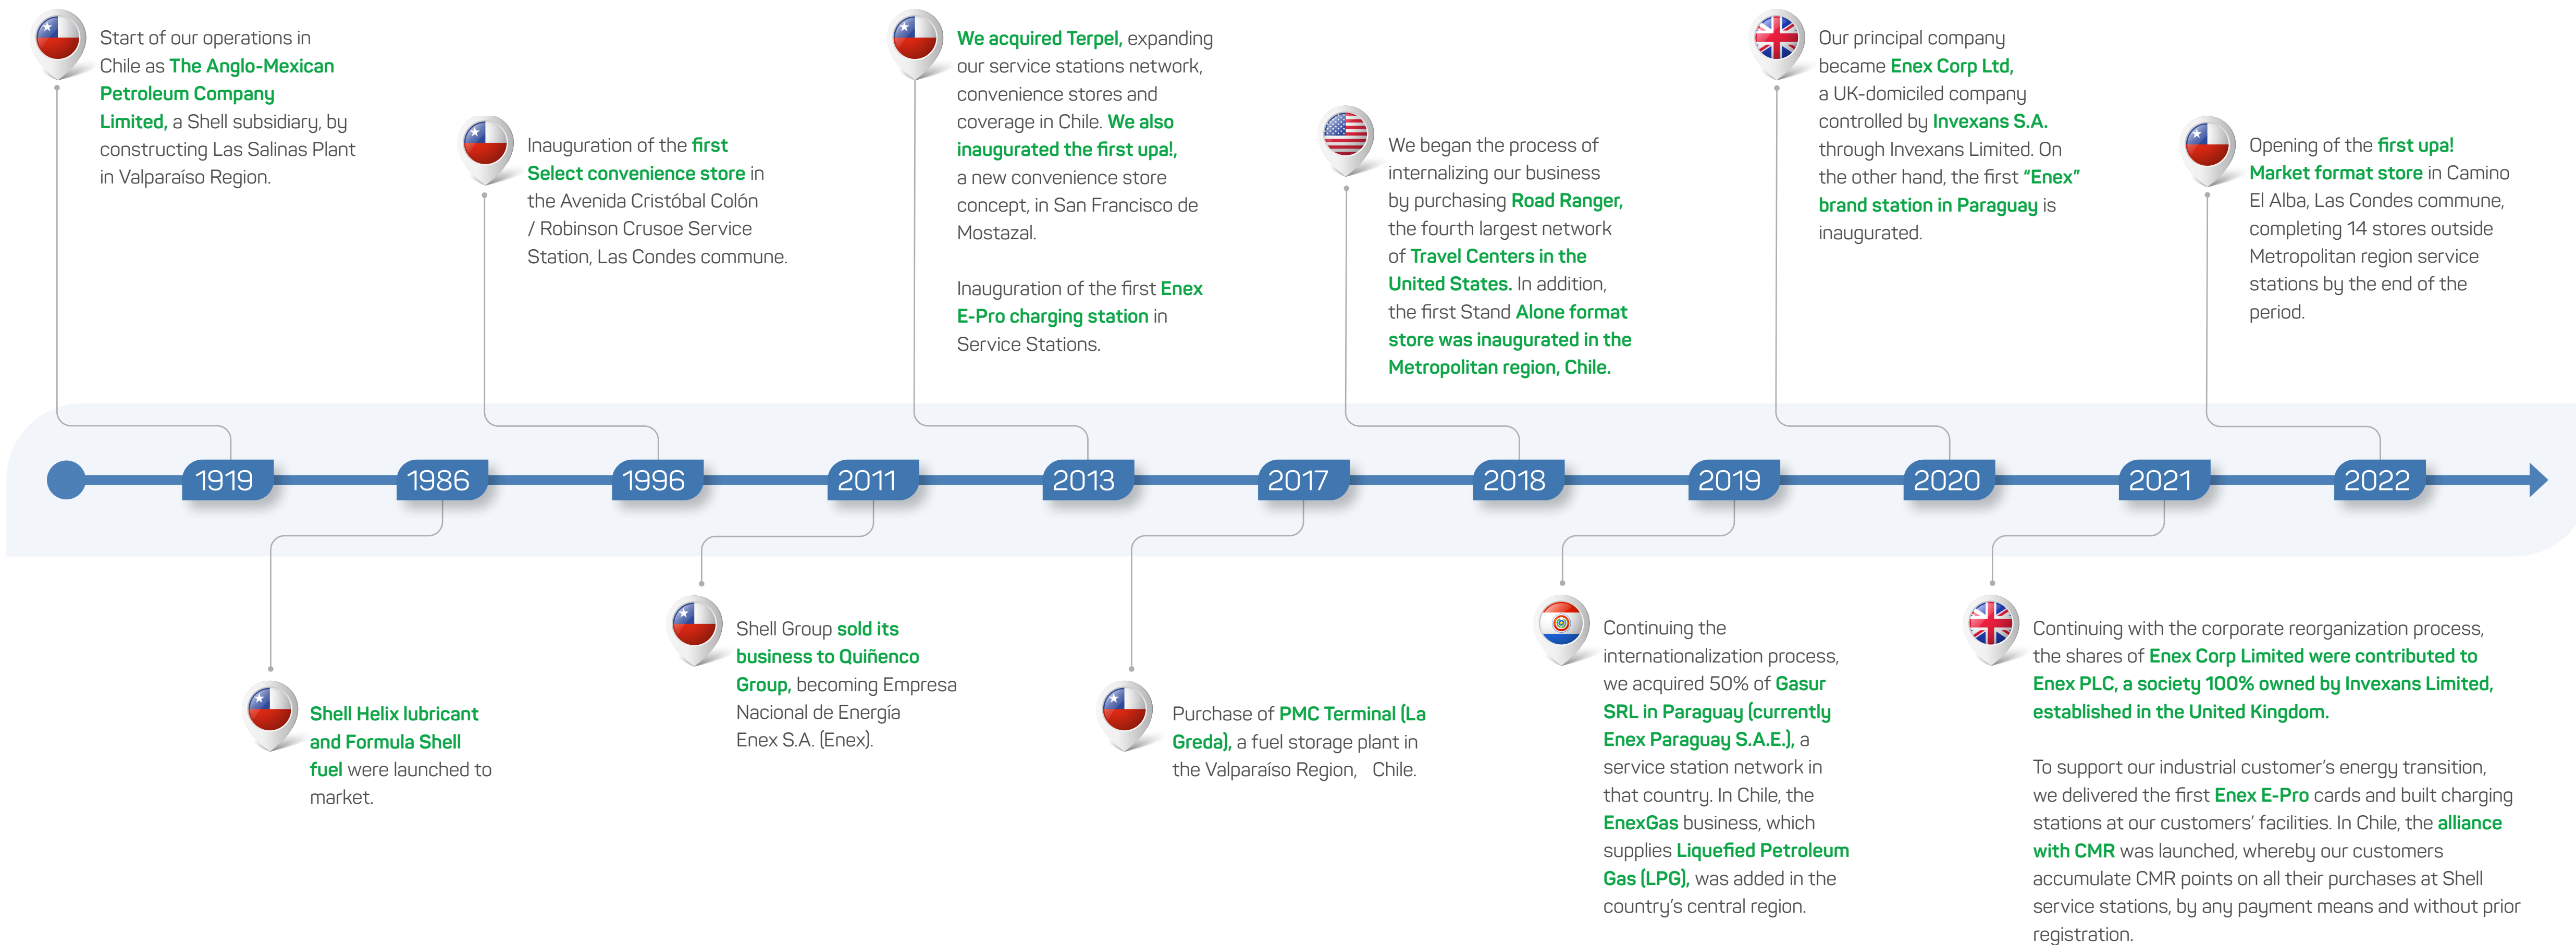 Start of our operations in
Chile as The Anglo-Mexican
Petroleum Company
Limited, a Shell subsidiary, by
constructing Las Salinas Plant
in Valparaíso Region.
Inauguration of the first
Select convenience store in
the Avenida Cristóbal Colón
/ Robinson Crusoe Service
Station, Las Condes commune.
We acquired Terpel, expanding
our service stations network,
convenience stores and
coverage in Chile. We also
inaugurated the first upa!,
a new convenience store
concept, in San Francisco de
Mostazal.
Inauguration of the first Enex
E-Pro charging station in
Service Stations.
We began the process of
internalizing our business
by purchasing Road Ranger,
the fourth largest network
of Travel Centers in the
United States. In addition,
the first Stand Alone format
store was inaugurated in the
Metropolitan region, Chile.
Our principal company
became Enex Corp Ltd,
a UK-domiciled company
controlled by Invexans S.A.
through Invexans Limited. On
the other hand, the first “Enex”
brand station in Paraguay is
inaugurated.
Opening of the first upa!
Market format store in Camino
El Alba, Las Condes commune,
completing 14 stores outside
Metropolitan region service
stations by the end of the
period.
1919
1986
1996
2011
2013
2017
2018
2019
2020
2021
2022
Shell Helix lubricant
and Formula Shell
fuel were launched to
market.
Shell Group sold its
business to Quiñenco
Group, becoming Empresa
Nacional de Energía
Enex S.A. (Enex).
Purchase of PMC Terminal (La
Greda), a fuel storage plant in
the Valparaíso Region, Chile.
Continuing the
internationalization process,
we acquired 50% of Gasur
SRL in Paraguay (currently
Enex Paraguay S.A.E.), a
service station network in
that country. In Chile, the
EnexGas business, which
supplies Liquefied Petroleum
Gas (LPG), was added in the
country’s central region.
Continuing with the corporate reorganization process,
the shares of Enex Corp Limited were contributed to
Enex PLC, a society 100% owned by Invexans Limited,
established in the United Kingdom.
To support our industrial customer’s energy transition,
we delivered the first Enex E-Pro cards and built charging
stations at our customers’ facilities. In Chile, the alliance
with CMR was launched, whereby our customers
accumulate CMR points on all their purchases at Shell
service stations, by any payment means and without prior
registration.